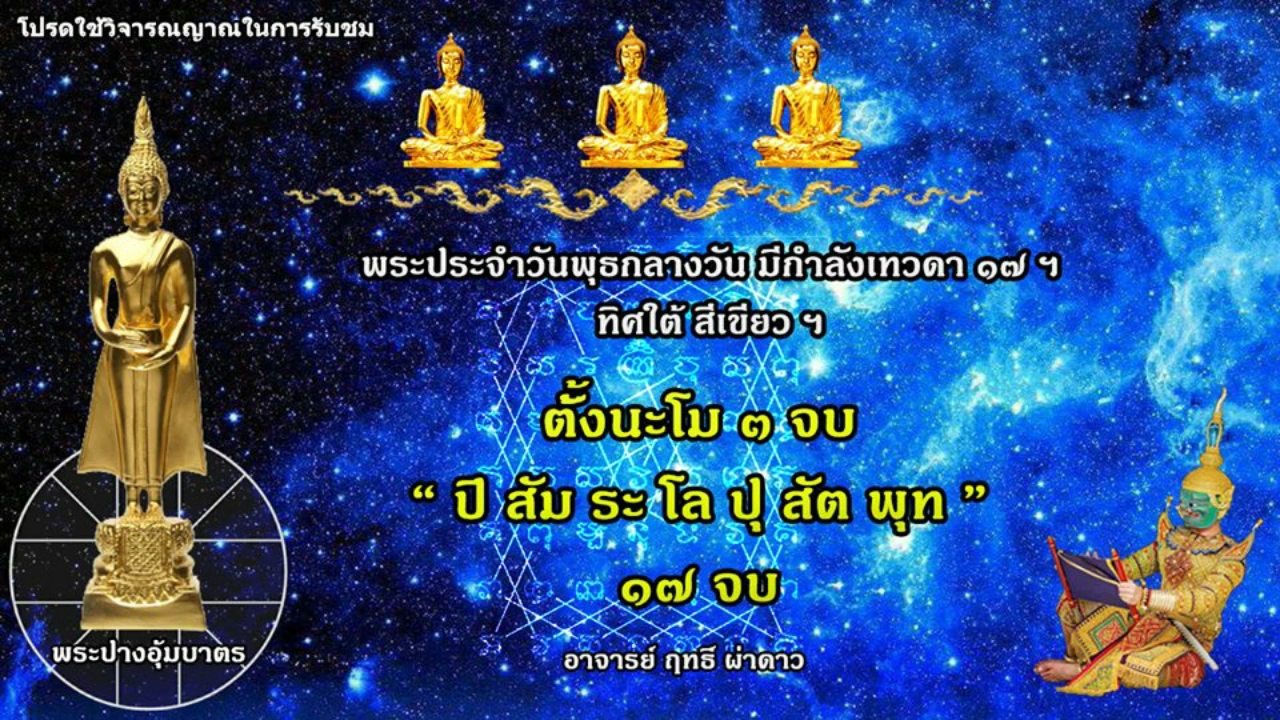 โปรดใช้วิจารณญาณในการรับชม
พระประจำวันพุธกลางวัน มีกำลังเทวดา ๑๗ ฯ
ทิศใต้ สีเขียว ฯ
ตั้งนะโม ๓ จบ
“ ปิ สัม ระ โล ปุ สัต พุท ”
๑๗ จบ
อาจารย์ ฤทธิ์ ผ่าดาว
พระปางอุ้มบาตร